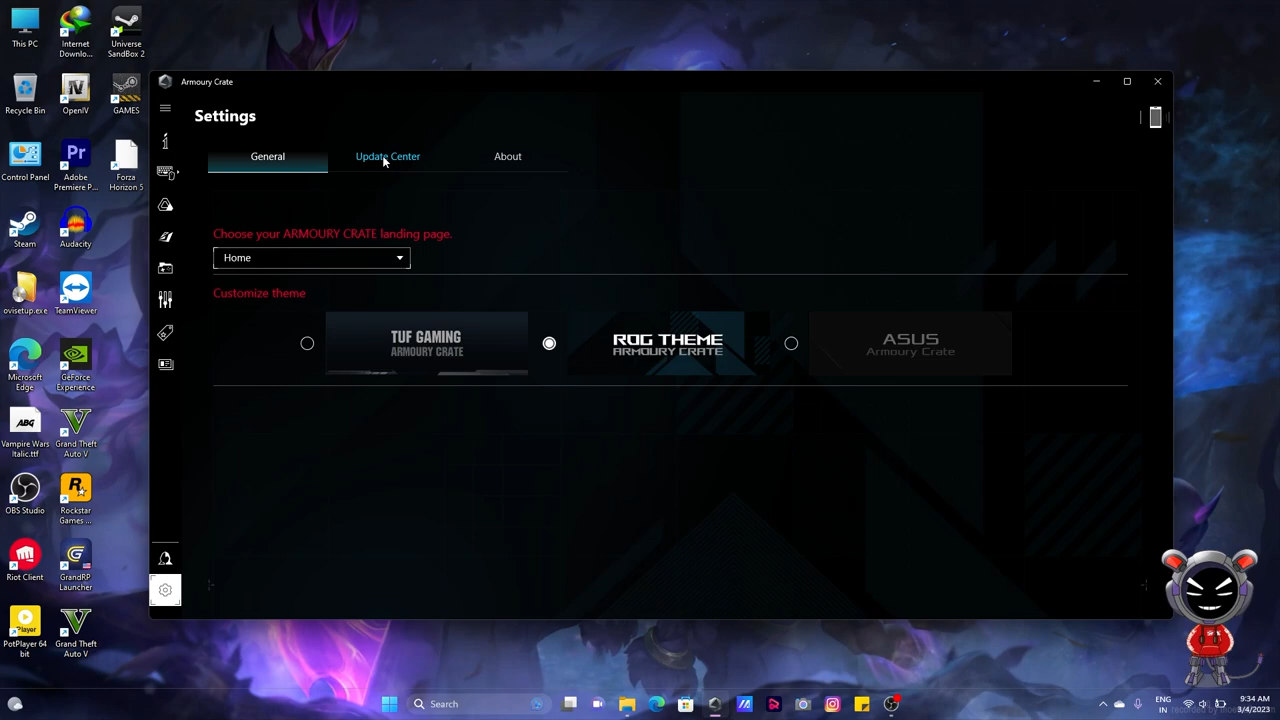 This PC
Internet
Downlo...
Universe
SandBox 2
Recycle Bin
OpenIV
GAMES
Control Panel
Adobe
Premiere P...
Forza
Horizon 5
Steam
Audacity
ovisetup.exe
TeamViewer
Microsoft
Edge
GeForce
Experience
ABG
Vampire Wars
Italic.ttf
Grand Theft
Auto V
OBS Studio
Rockstar
Games ...
Riot Client
GrandRP
Launcher
PotPlayer 64
bit
Grand Theft
Auto V
Armoury Crate
Settings
General
Update Center
About
Choose your ARMOURY CRATE landing page.
Home
Customize theme
TUF GAMING
ARMOURY CRATE
ROG THEME
ARMOURY CRATE
ASUS
Armoury Crate
Search
ENG
IN
9:34 AM
3/4/2023